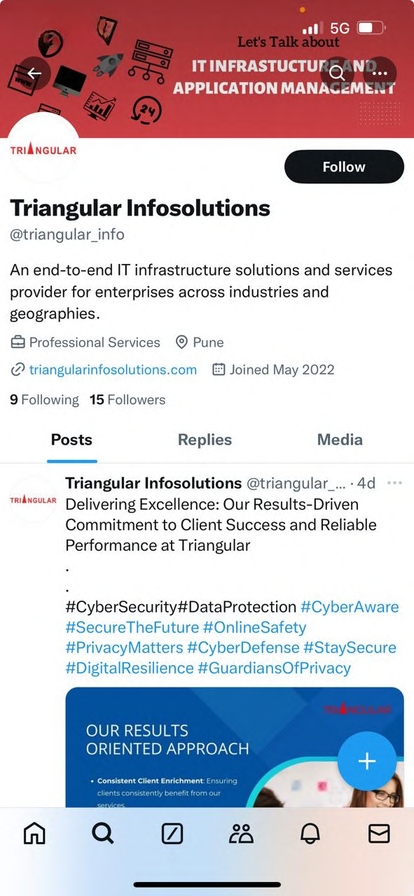 5G
Let's Talk about
IT INFRASTUCTURE AND
APPLICATION MANAGEMENT
24
TRIANGULAR
Follow
Triangular Infosolutions
@triangular_info
An end-to-end IT infrastructure solutions and services
provider for enterprises across industries and
geographies.
Professional Services Pune
triangularinfosolutions.com Joined May 2022
9 Following 15 Followers
Posts Replies Media
TRIANGULAR
Triangular Infosolutions @triangular_... · 4d
Delivering Excellence: Our Results-Driven
Commitment to Client Success and Reliable
Performance at Triangular
.
.
#CyberSecurity#DataProtection #CyberAware
#SecureTheFuture #OnlineSafety
#PrivacyMatters #CyberDefense #StaySecure
#DigitalResilience #GuardiansOfPrivacy
TRIANGULAR
OUR RESULTS
ORIENTED APPROACH
• Consistent Client Enrichment: Ensuring
clients consistently benefit from our
services.